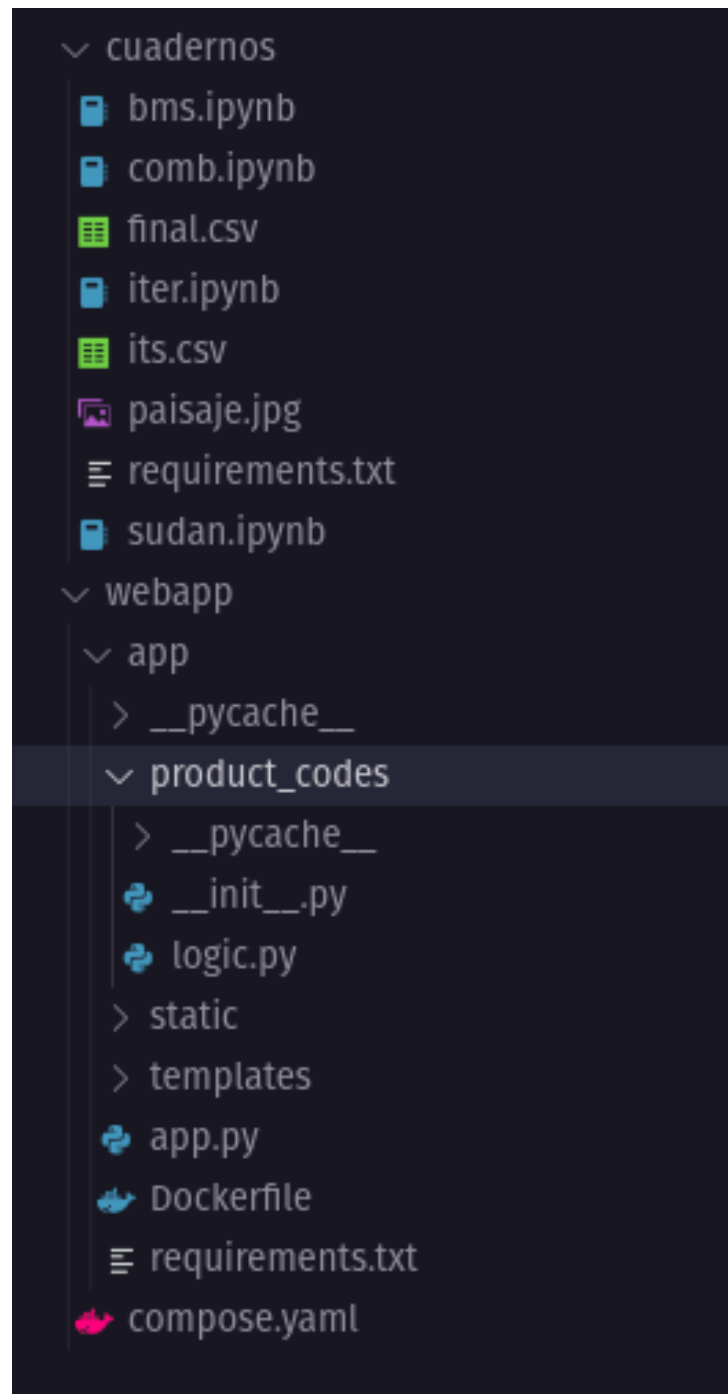 cuadernos
bms.ipynb
comb.ipynb
final.csv
iter.ipynb
its.csv
paisaje.jpg
requirements.txt
sudan.ipynb
webapp
app
__pycache__
product_codes
__pycache__
__init__.py
logic.py
static
templates
app.py
Dockerfile
requirements.txt
compose.yaml